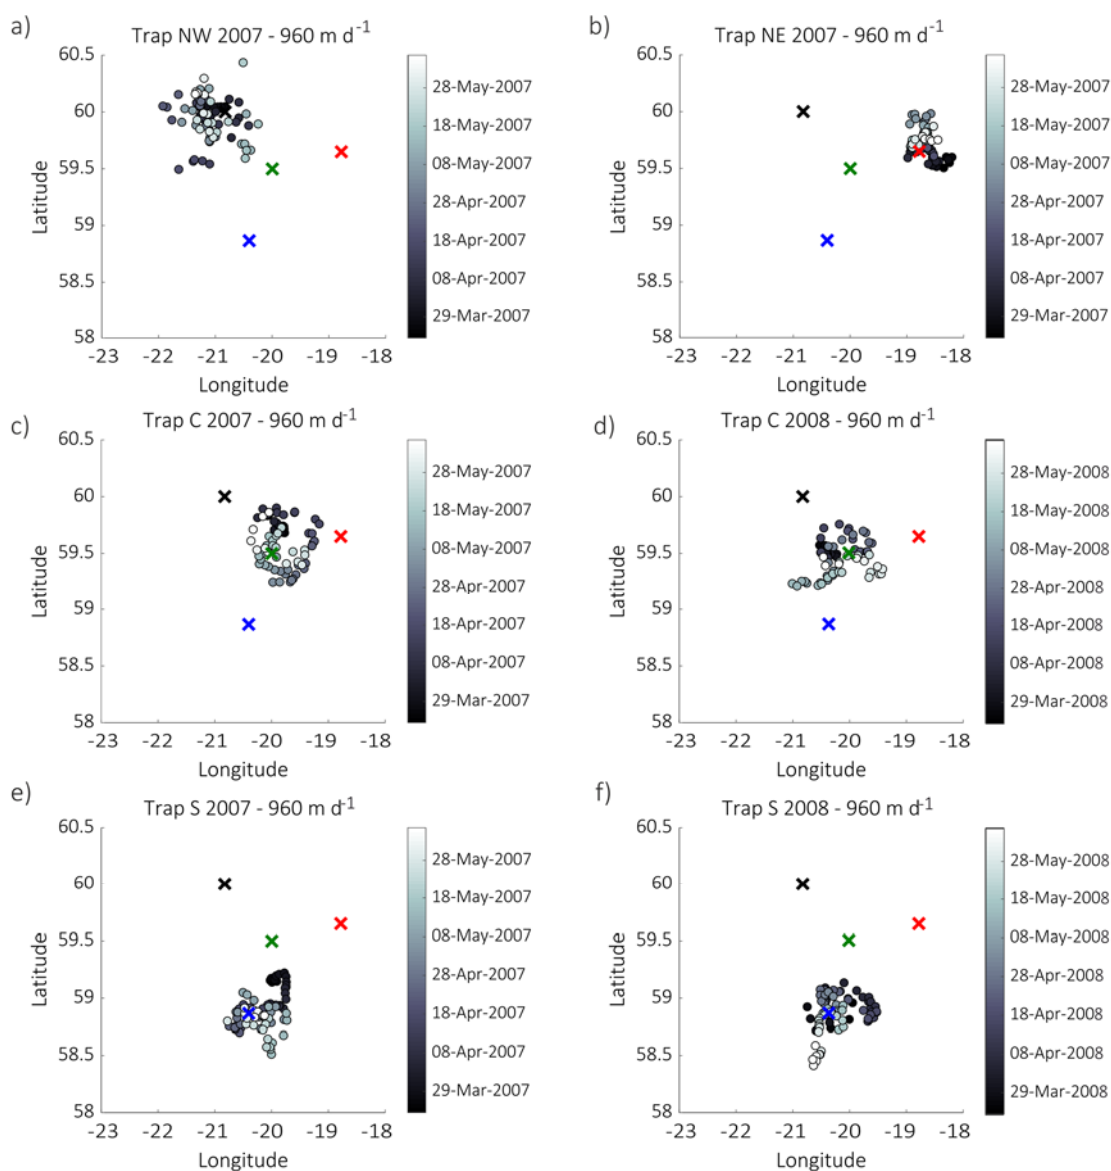 a)
Trap NW 2007 - 960 m d-1
60.5
60
59.5
59
58.5
58
Latitude
-23 -22 -21 -20 -19 -18
Longitude
28-May-2007
18-May-2007
08-May-2007
28-Apr-2007
18-Apr-2007
08-Apr-2007
29-Mar-2007
b)
Trap NE 2007 - 960 m d-1
60.5
60
59.5
59
58.5
58
Latitude
-23 -22 -21 -20 -19 -18
Longitude
28-May-2007
18-May-2007
08-May-2007
28-Apr-2007
18-Apr-2007
08-Apr-2007
29-Mar-2007
c)
Trap C 2007 - 960 m d-1
60.5
60
59.5
59
58.5
58
Latitude
-23 -22 -21 -20 -19 -18
Longitude
28-May-2007
18-May-2007
08-May-2007
28-Apr-2007
18-Apr-2007
08-Apr-2007
29-Mar-2007
d)
Trap C 2008 - 960 m d-1
60.5
60
59.5
59
58.5
58
Latitude
-23 -22 -21 -20 -19 -18
Longitude
28-May-2008
18-May-2008
08-May-2008
28-Apr-2008
18-Apr-2008
08-Apr-2008
29-Mar-2008
e)
Trap S 2007 - 960 m d-1
60.5
60
59.5
59
58.5
58
Latitude
-23 -22 -21 -20 -19 -18
Longitude
28-May-2007
18-May-2007
08-May-2007
28-Apr-2007
18-Apr-2007
08-Apr-2007
29-Mar-2007
f)
Trap S 2008 - 960 m d-1
60.5
60
59.5
59
58.5
58
Latitude
-23 -22 -21 -20 -19 -18
Longitude
28-May-2008
18-May-2008
08-May-2008
28-Apr-2008
18-Apr-2008
08-Apr-2008
29-Mar-2008